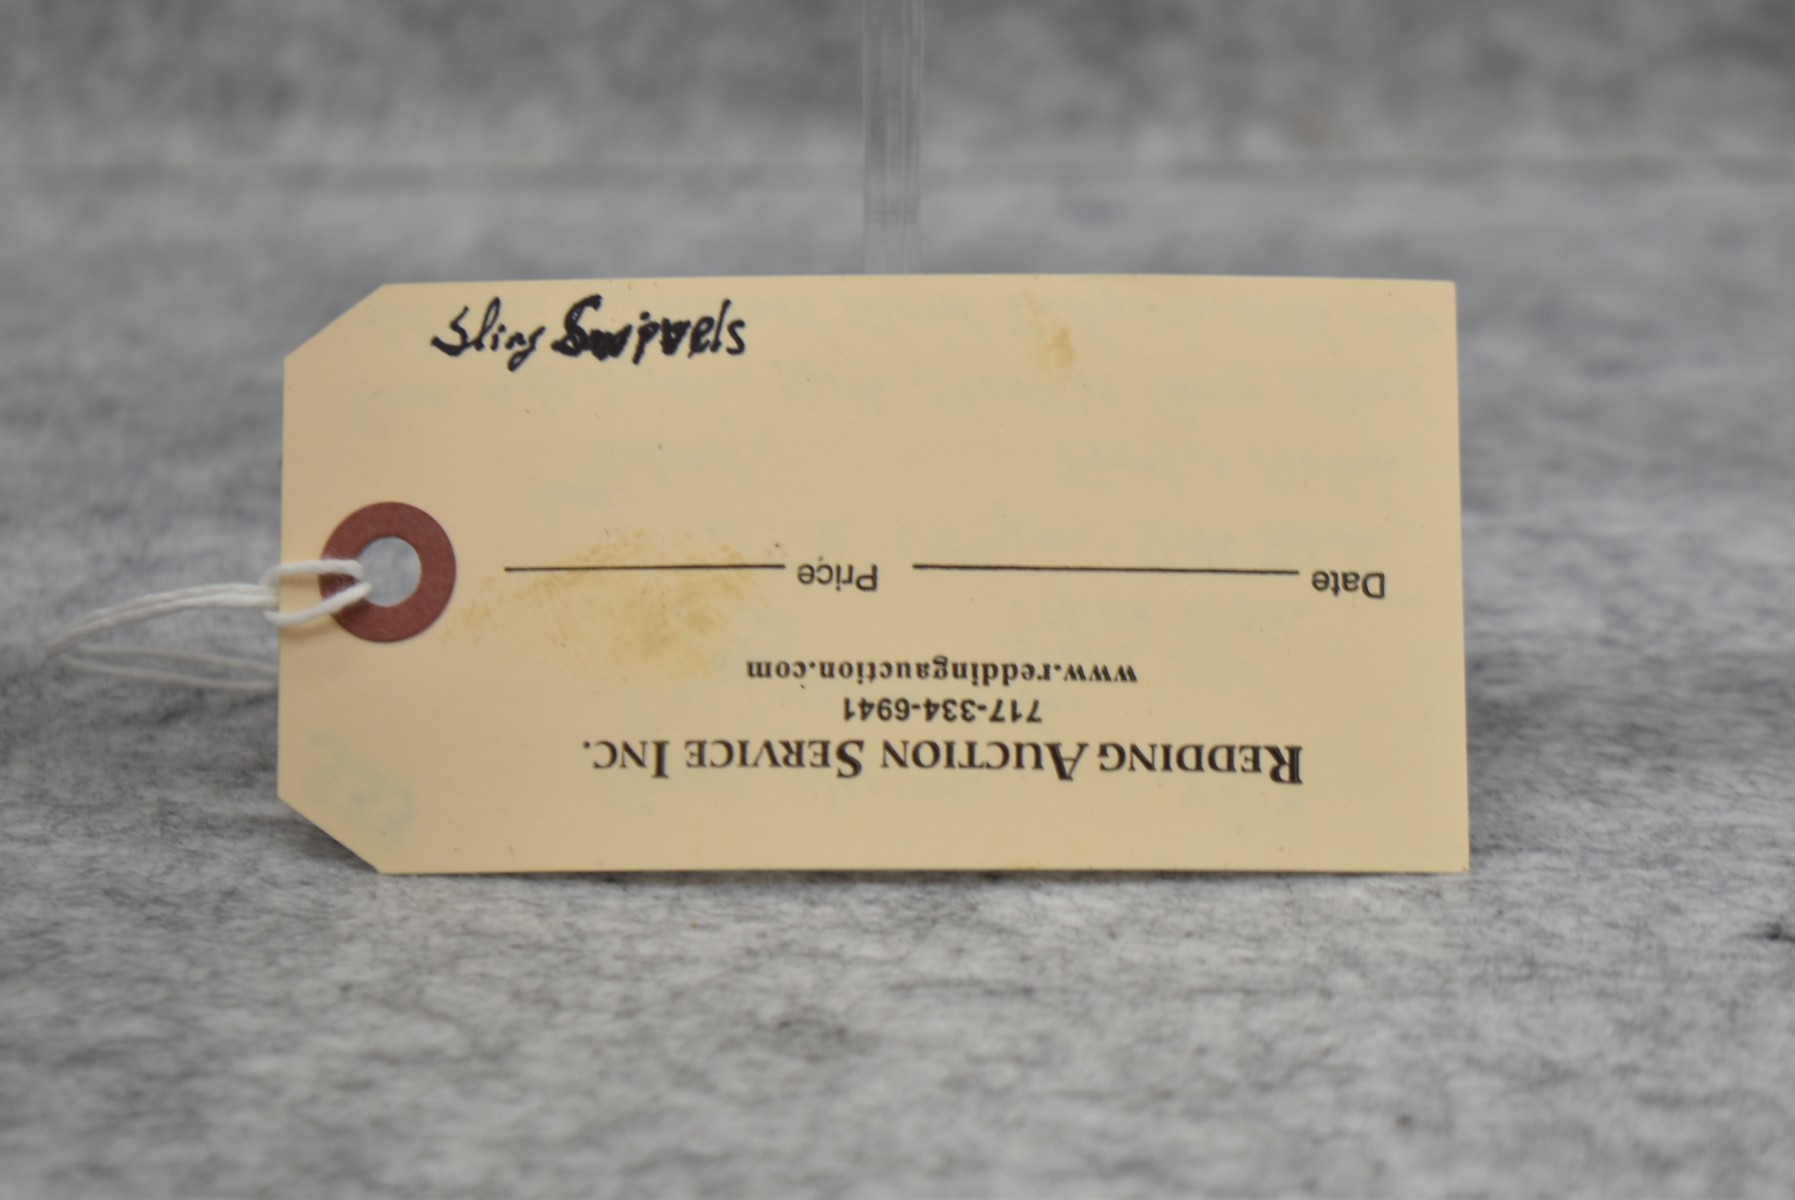 Sling Swivels
REDDING AUCTION SERVICE INC.
717-334-6941
www.reddingauction.com
Date Price